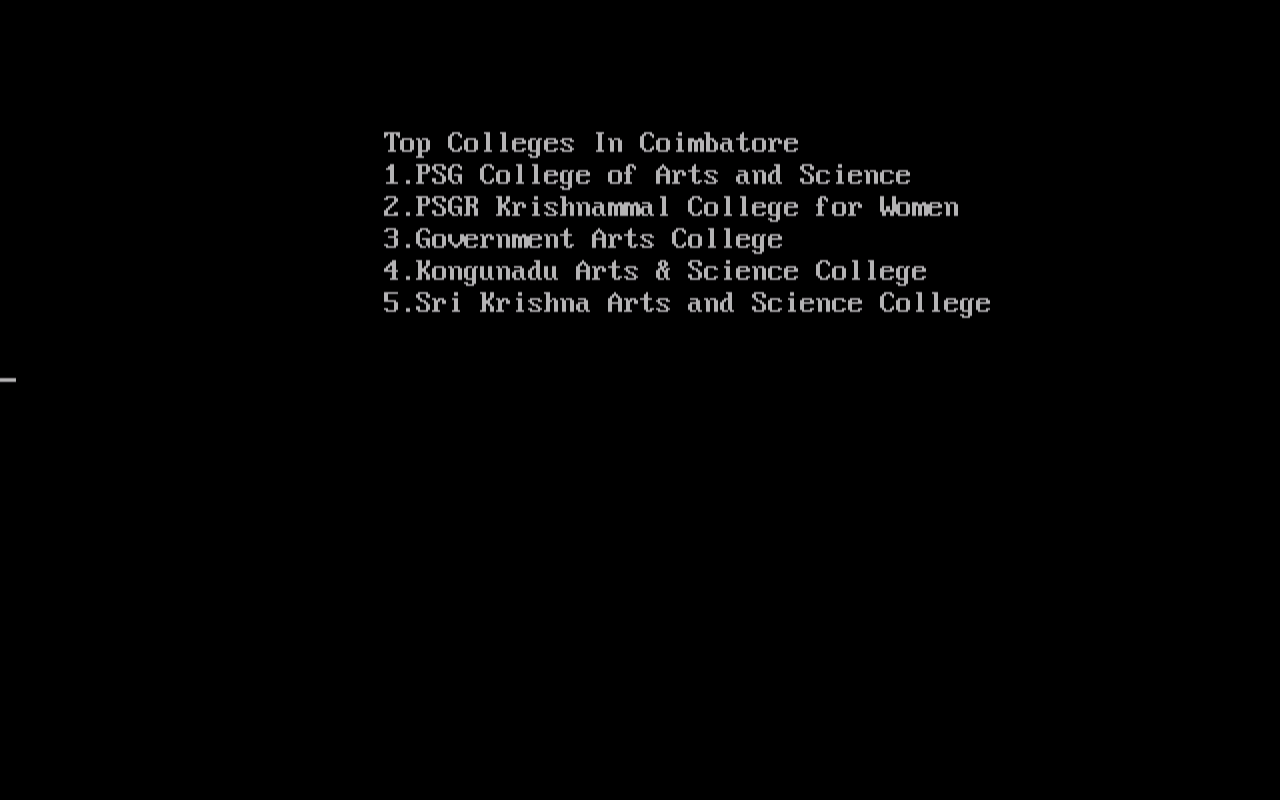 Top Colleges In Coimbatore
1.PSG College of Arts and Science
2.PSGR Krishnammal College for Women
3.Government Arts College
4.Kongunadu Arts & Science College
5.Sri Krishna Arts and Science College